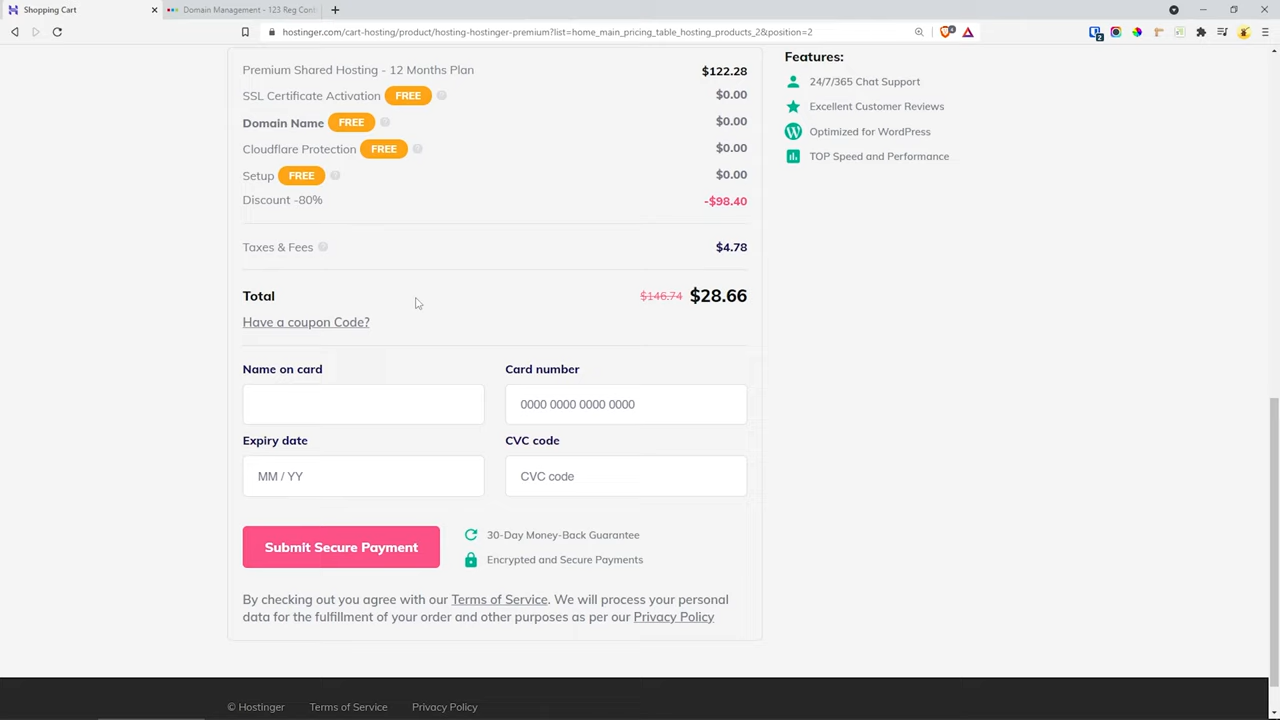 Shopping Cart
Domain Management - 123 Reg Cont
hostinger.com/cart-hosting/product/hosting-hostinger-premium?list=home_main_pricing_table_hosting_products_2&position=2
Premium Shared Hosting - 12 Months Plan $122.28
SSL Certificate Activation FREE $0.00
Domain Name FREE $0.00
Cloudflare Protection FREE $0.00
Setup FREE $0.00
Discount -80% -$98.40
Taxes & Fees $4.78
Total $146.74 $28.66
Have a coupon Code?
Name on card Card number
0000 0000 0000 0000
Expiry date CVC code
MM / YY CVC code
Submit Secure Payment
30-Day Money-Back Guarantee
Encrypted and Secure Payments
By checking out you agree with our Terms of Service. We will process your personal
data for the fulfillment of your order and other purposes as per our Privacy Policy
Features:
24/7/365 Chat Support
Excellent Customer Reviews
Optimized for WordPress
TOP Speed and Performance
© Hostinger Terms of Service Privacy Policy